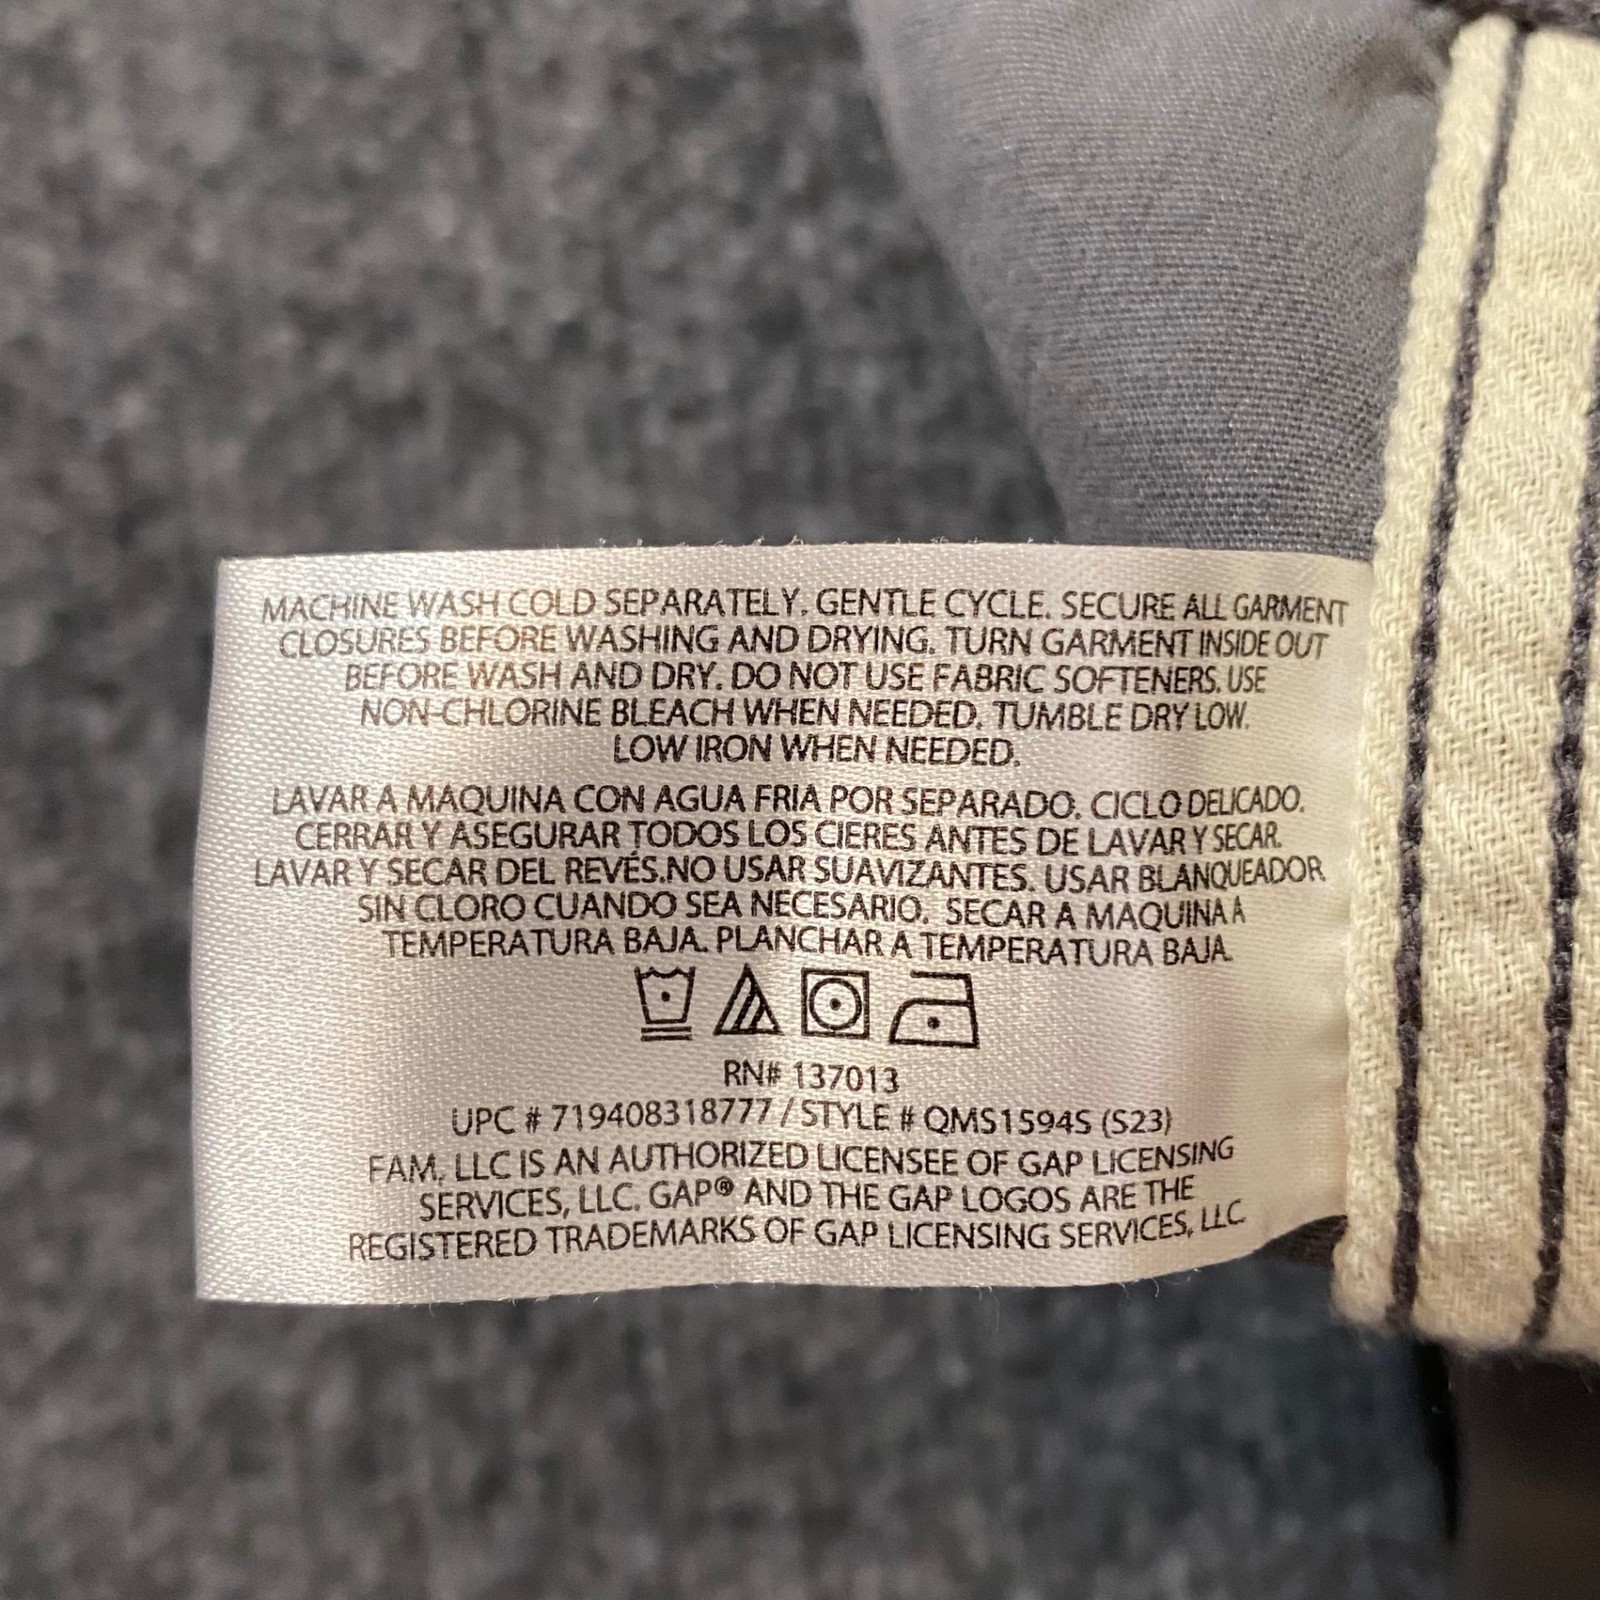 MACHINE WASH COLD SEPARATELY. GENTLE CYCLE. SECURE ALL GARMENT
CLOSURES BEFORE WASHING AND DRYING. TURN GARMENT INSIDE OUT
BEFORE WASH AND DRY. DO NOT USE FABRIC SOFTENERS. USE
NON-CHLORINE BLEACH WHEN NEEDED. TUMBLE DRY LOW.
LOW IRON WHEN NEEDED.
LAVAR A MAQUINA CON AGUA FRIA POR SEPARADO. CICLO DELICADO.
CERRAR Y ASEGURAR TODOS LOS CIERES ANTES DE LAVAR Y SECAR.
LAVAR Y SECAR DEL REVÉS.NO USAR SUAVIZANTES. USAR BLANQUEADOR
SIN CLORO CUANDO SEA NECESARIO. SECAR A MAQUINA A
TEMPERATURA BAJA. PLANCHAR A TEMPERATURA BAJA.
RN# 137013
UPC # 719408318777 / STYLE # QMS1594S (S23)
FAM, LLC IS AN AUTHORIZED LICENSEE OF GAP LICENSING
SERVICES, LLC. GAP® AND THE GAP LOGOS ARE THE
REGISTERED TRADEMARKS OF GAP LICENSING SERVICES, LLC